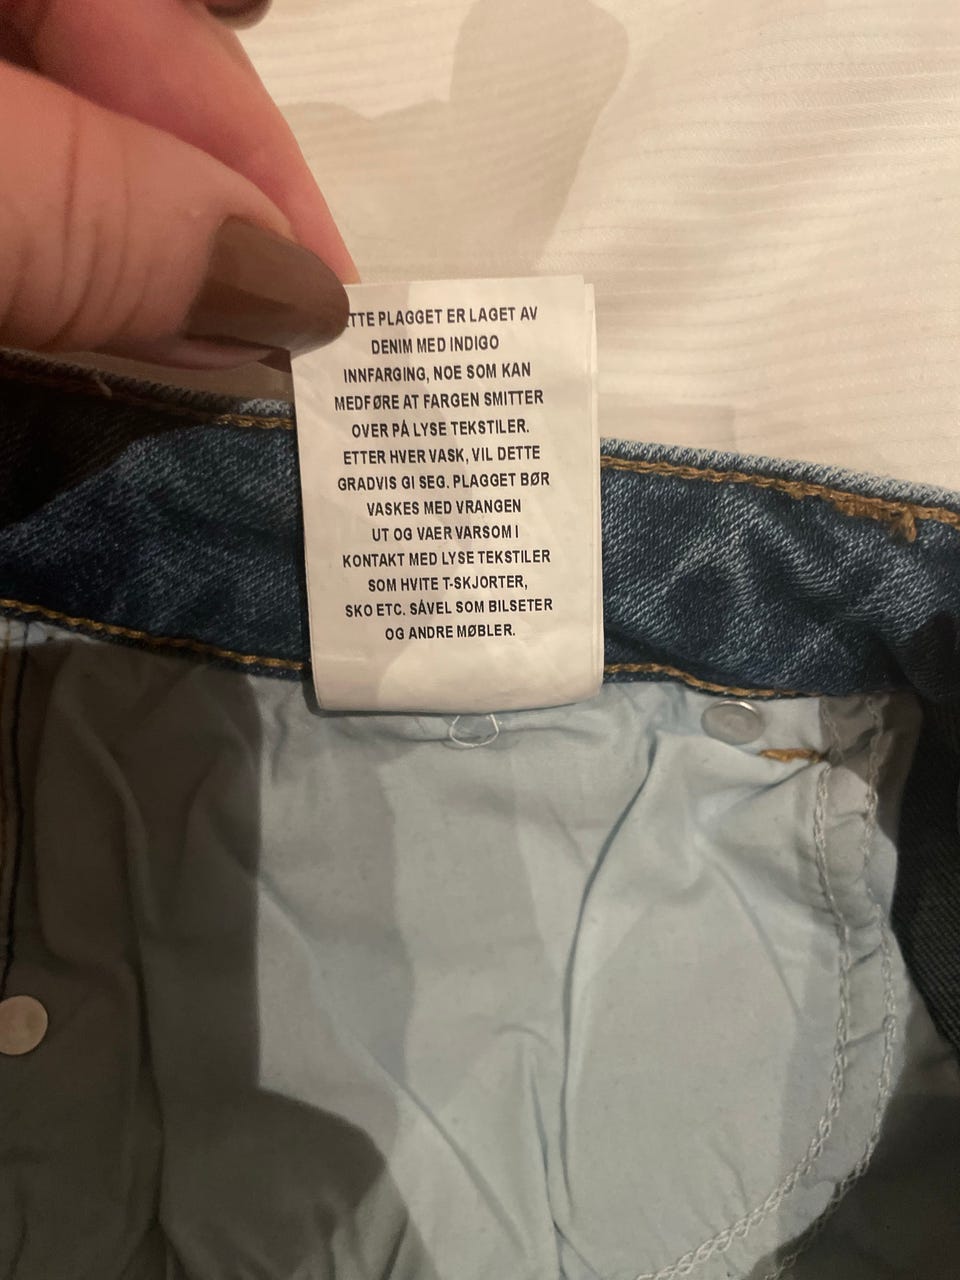 PLAGGET ER LAGET AV
DENIM MED INDIGO
INNFARGING, NOE SOM KAN
MEDFØRE AT FARGEN SMITTER
OVER PÅ LYSE TEKSTILER.
ETTER HVER VASK, VIL DETTE
GRADVIS GI SEG. PLAGGET BØR
VASKES MED VRANGEN
UT OG VAER VARSOM I
KONTAKT MED LYSE TEKSTILER
SOM HVITE T-SKJORTER,
SKO ETC. SÅVEL SOM BILSETER
OG ANDRE MØBLER.